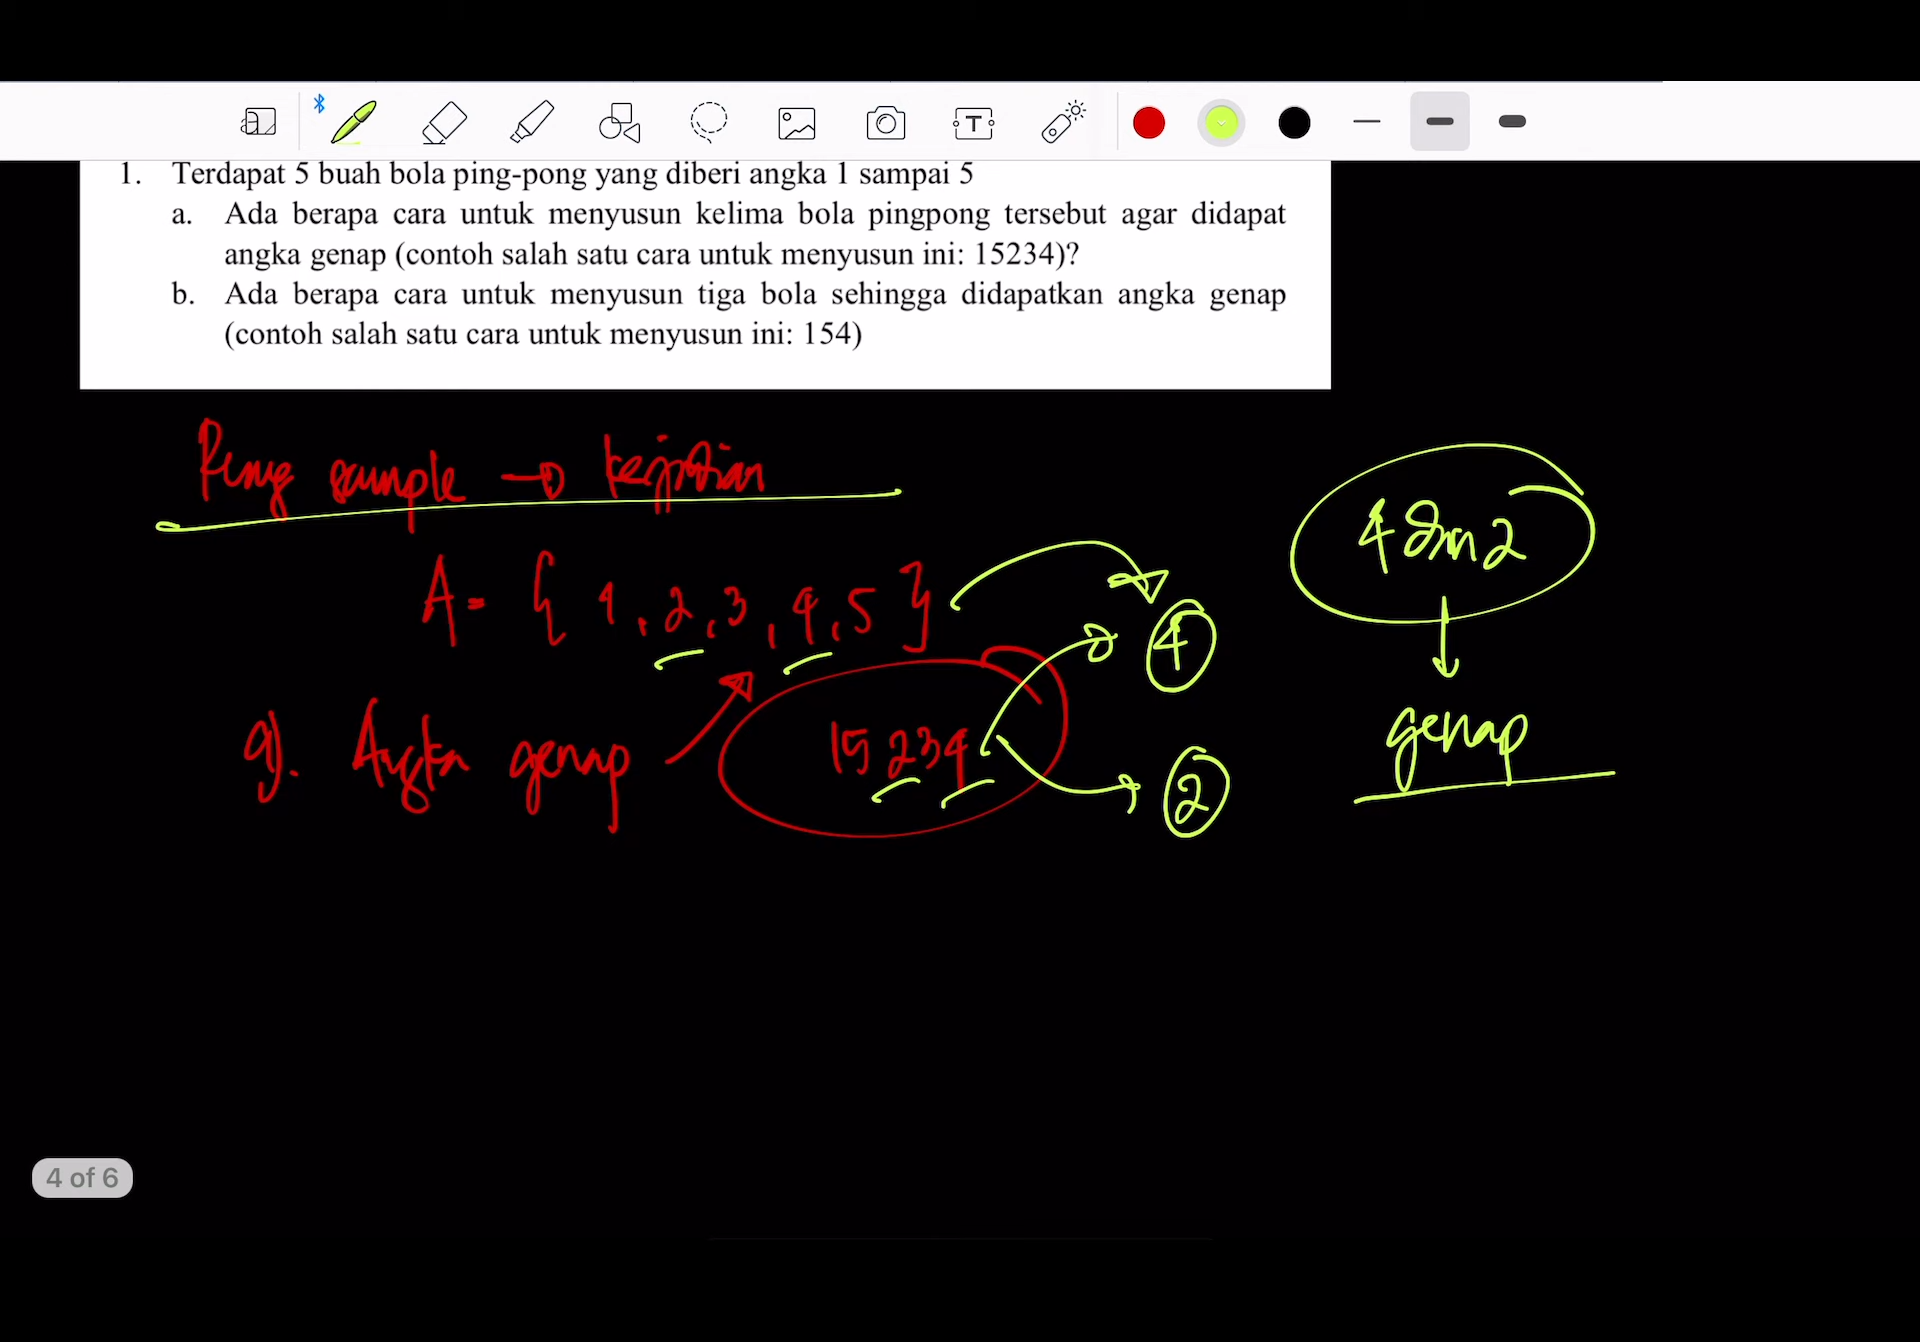 1. Terdapat 5 buah bola ping-pong yang diberi angka 1 sampai 5
a. Ada berapa cara untuk menyusun kelima bola pingpong tersebut agar didapat
angka genap (contoh salah satu cara untuk menyusun ini: 15234)?
b. Ada berapa cara untuk menyusun tiga bola sehingga didapatkan angka genap
(contoh salah satu cara untuk menyusun ini: 154)
sample → kejadian
A = { 1, 2, 3, 4, 5 }
4
a). Angka genap
15234
2
4 dan 2
genap
4 of 6